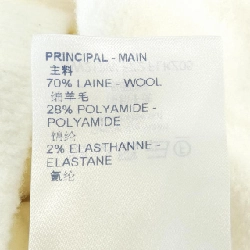 PRINCIPAL - MAIN
主料
70% LAINE - WOOL
绵羊毛
28% POLYAMIDE -
POLYAMIDE
锦纶
2% ELASTHANNE -
ELASTANE
氨纶